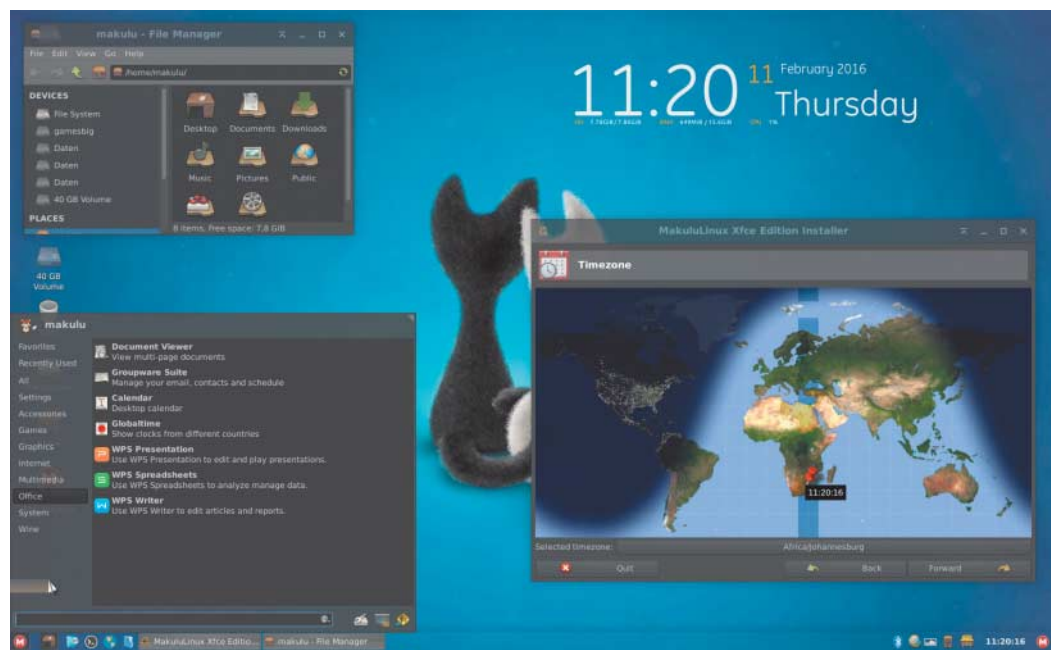 makulu - File Manager
File Edit View Go Help
/home/makulu/
DEVICES
File System
gamesbig
Daten
Daten
Daten
40 GB Volume
PLACES
Desktop
Documents
Downloads
Music
Pictures
Public
8 items, Free space: 7,8 GiB
11:20
11
February 2016
Thursday
40 GB
Volume
MakuluLinux Xfce Edition Installer
Timezone
11:20:16
Selected timezone:
Africa/Johannesburg
Quit
Back
Forward
makulu
Favorites
Recently Used
All
Settings
Accessories
Games
Graphics
Internet
Multimedia
Office
System
Wine
Document Viewer
View multi-page documents
Groupware Suite
Manage your email, contacts and schedule
Calendar
Desktop calendar
Globaltime
Show clocks from different countries
WPS Presentation
Use WPS Presentation to edit and play presentations.
WPS Spreadsheets
Use WPS Spreadsheets to analyze manage data.
WPS Writer
Use WPS Writer to edit articles and reports.
MakuluLinux Xfce Editio...
makulu - File Manager
11:20:16